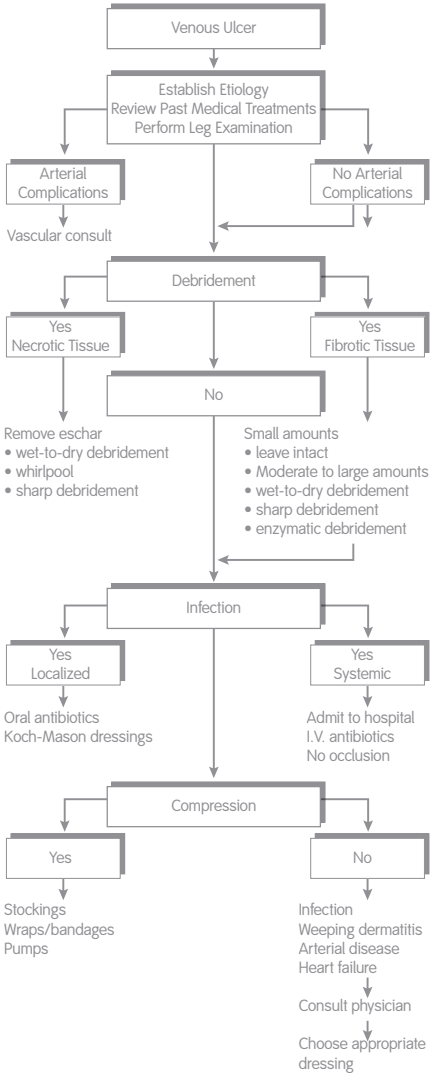 Venous Ulcer
Establish Etiology
Review Past Medical Treatments
Perform Leg Examination
Arterial
Complications
No Arterial
Complications
Vascular consult
Debridement
Yes
Necrotic Tissue
Yes
Fibrotic Tissue
No
Remove eschar
• wet-to-dry debridement
• whirlpool
• sharp debridement
Small amounts
• leave intact
• Moderate to large amounts
• wet-to-dry debridement
• sharp debridement
• enzymatic debridement
Infection
Yes
Localized
Yes
Systemic
Oral antibiotics
Koch-Mason dressings
Admit to hospital
I.V. antibiotics
No occlusion
Compression
Yes
No
Stockings
Wraps/bandages
Pumps
Infection
Weeping dermatitis
Arterial disease
Heart failure
Consult physician
Choose appropriate
dressing